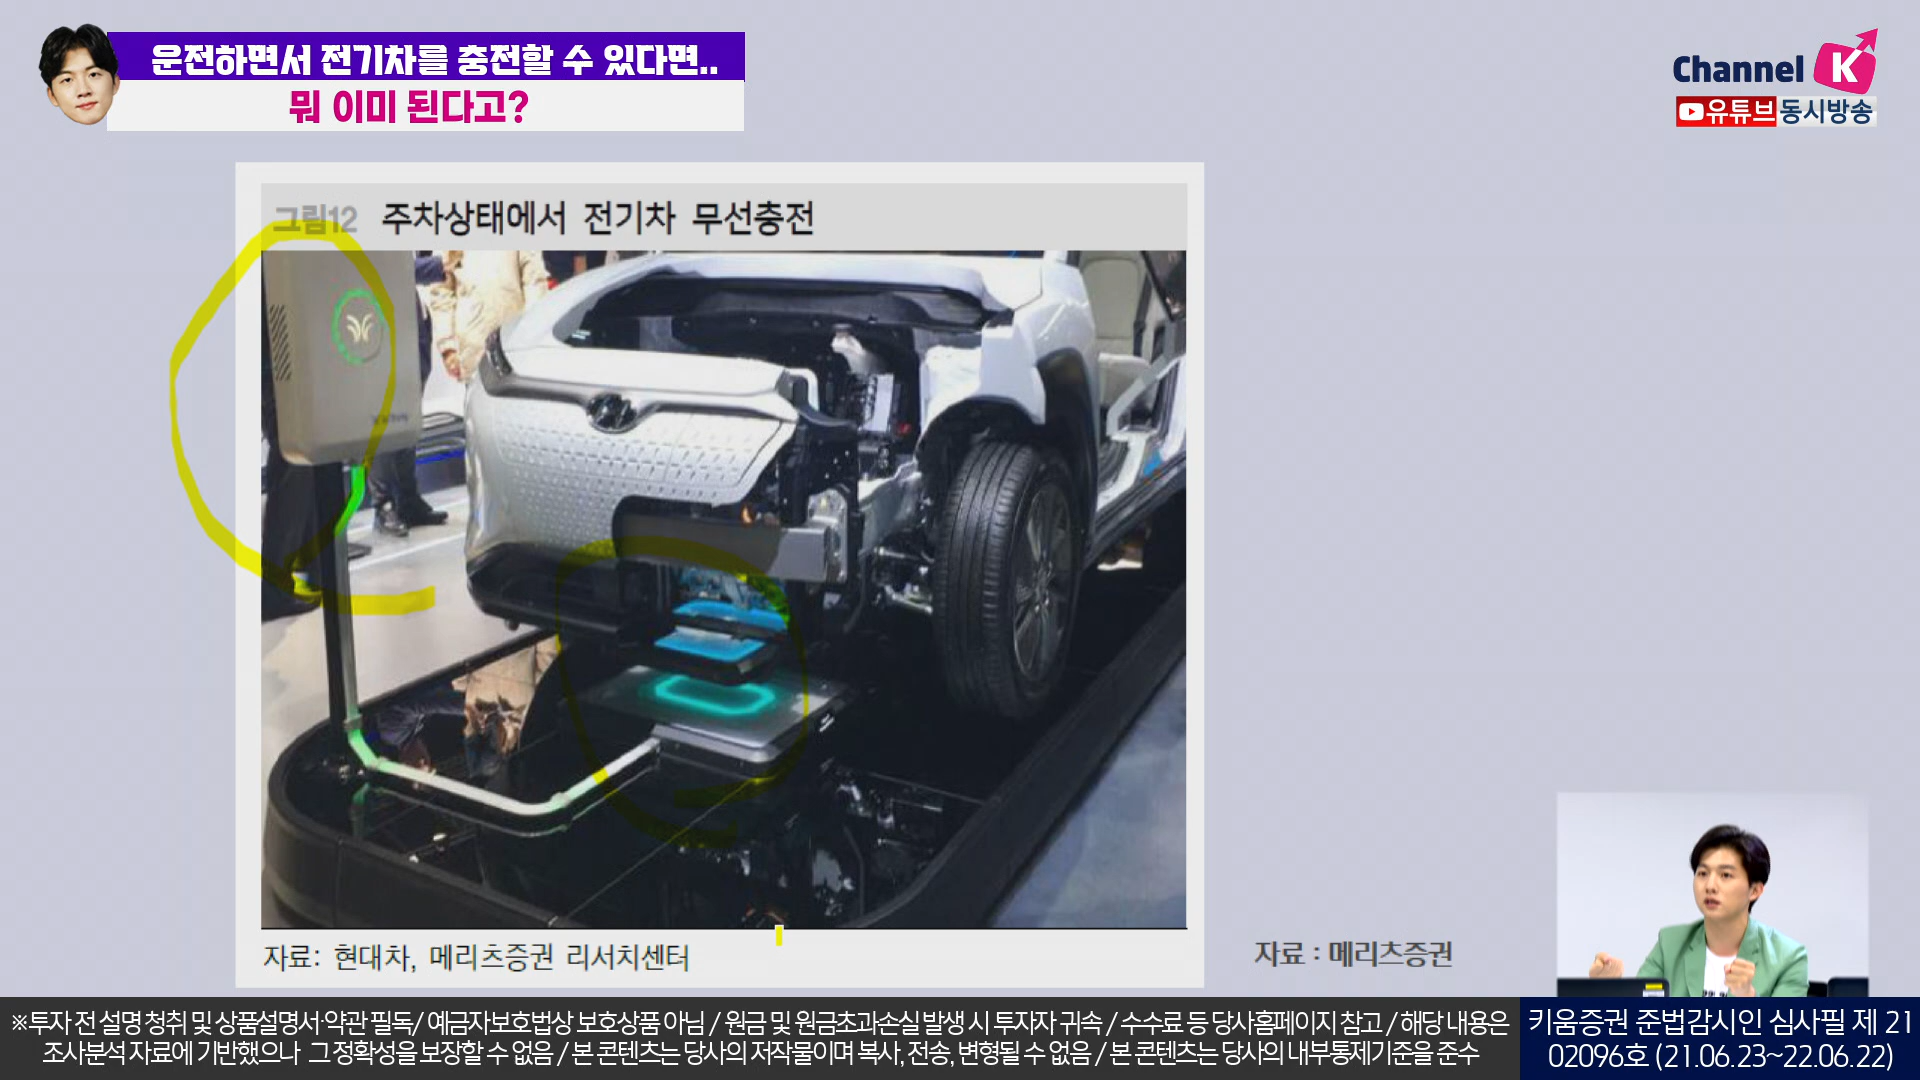 운전하면서 전기차를 충전할 수 있다면..
뭐 이미 된다고?
Channel K
유튜브 동시방송
그림12 주차상태에서 전기차 무선충전
자료: 현대차, 메리츠증권 리서치센터
자료 : 메리츠증권
※투자 전 설명 청취 및 상품설명서·약관 필독/ 예금자보호법상 보호상품 아님 / 원금 및 원금초과손실 발생 시 투자자 귀속 / 수수료 등 당사홈페이지 참고 / 해당 내용은
조사분석 자료에 기반했으나 그 정확성을 보장할 수 없음 / 본 콘텐츠는 당사의 저작물이며 복사, 전송, 변형될 수 없음 / 본 콘텐츠는 당사의 내부통제기준을 준수
키움증권 준법감시인 심사필 제 21
02096호 (21.06.23~22.06.22)